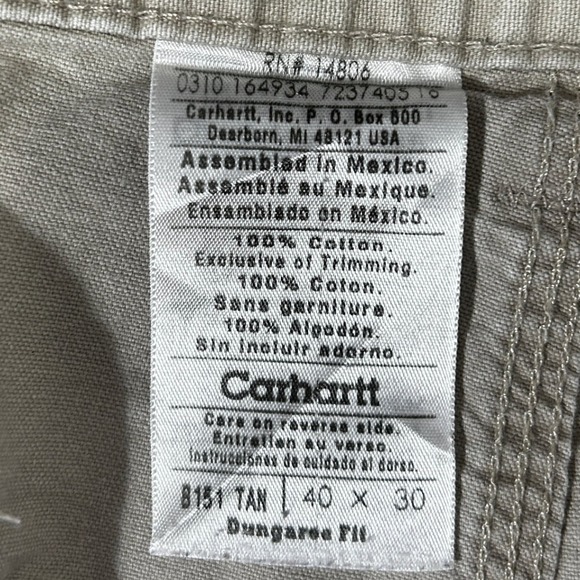 RN# 14806
0310 164934 7237405 16
Carhartt, Inc. P. O. Box 600
Dearborn, MI 48121 USA
Assembled in Mexico.
Assemblé au Mexique.
Ensamblado en México.
100% Cotton.
Exclusive of Trimming.
100% Coton.
Sans garniture.
100% Algodón.
Sin incluir adorno.
Carhartt
Care on reverse side.
Entretien au verso.
Instrucciones de cuidado al dorso.
B151 TAN 40 X 30
Dungaree Fit